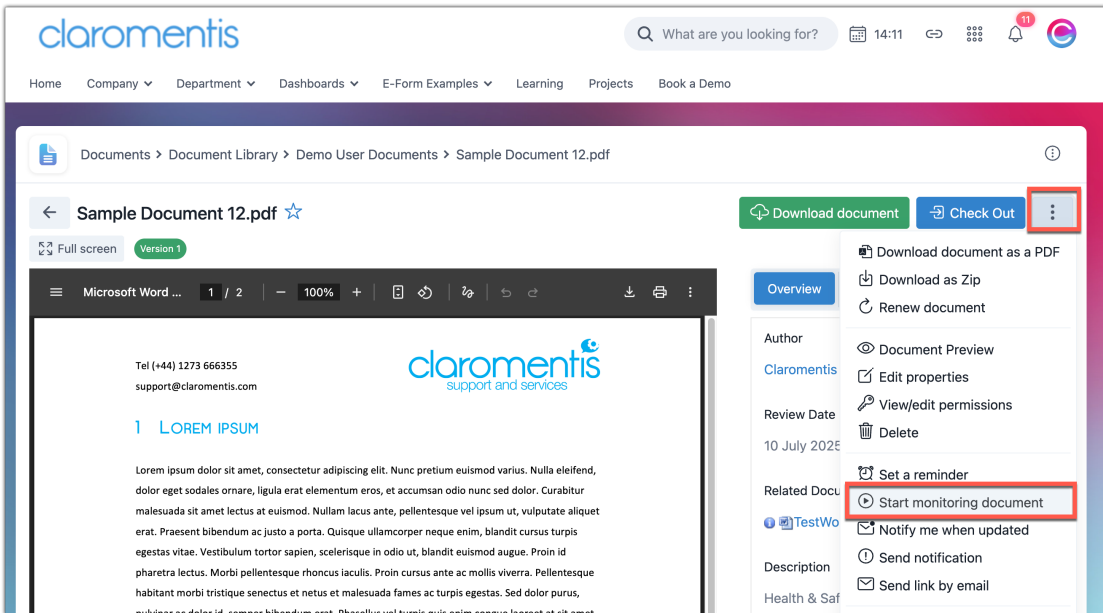 claromentis
What are you looking for?
14:11
11
Home Company Department Dashboards E-Form Examples Learning Projects Book a Demo
Documents > Document Library > Demo User Documents > Sample Document 12.pdf
Sample Document 12.pdf
Download document
Check Out
Full screen
Version 1
Microsoft Word ... 1 / 2 − 100% +
Tel (+44) 1273 666355
support@claromentis.com
claromentis
support and services
1 LOREM IPSUM
Lorem ipsum dolor sit amet, consectetur adipiscing elit. Nunc pretium euismod varius. Nulla eleifend,
dolor eget sodales ornare, ligula erat elementum eros, et accumsan odio nunc sed dolor. Curabitur
malesuada sit amet lectus at euismod. Nullam lacus ante, pellentesque vel ipsum ut, vulputate aliquet
erat. Praesent bibendum ac justo a porta. Quisque ullamcorper neque enim, blandit cursus turpis
egestas vitae. Vestibulum tortor sapien, scelerisque in odio ut, blandit euismod augue. Proin id
pharetra lectus. Morbi pellentesque rhoncus iaculis. Proin cursus ante ac mollis viverra. Pellentesque
habitant morbi tristique senectus et netus et malesuada fames ac turpis egestas. Sed dolor purus,
Overview
Author
Claromentis
Review Date
10 July 2025
Related Docu
TestWo
Description
Health & Saf
Download document as a PDF
Download as Zip
Renew document
Document Preview
Edit properties
View/edit permissions
Delete
Set a reminder
Start monitoring document
Notify me when updated
Send notification
Send link by email